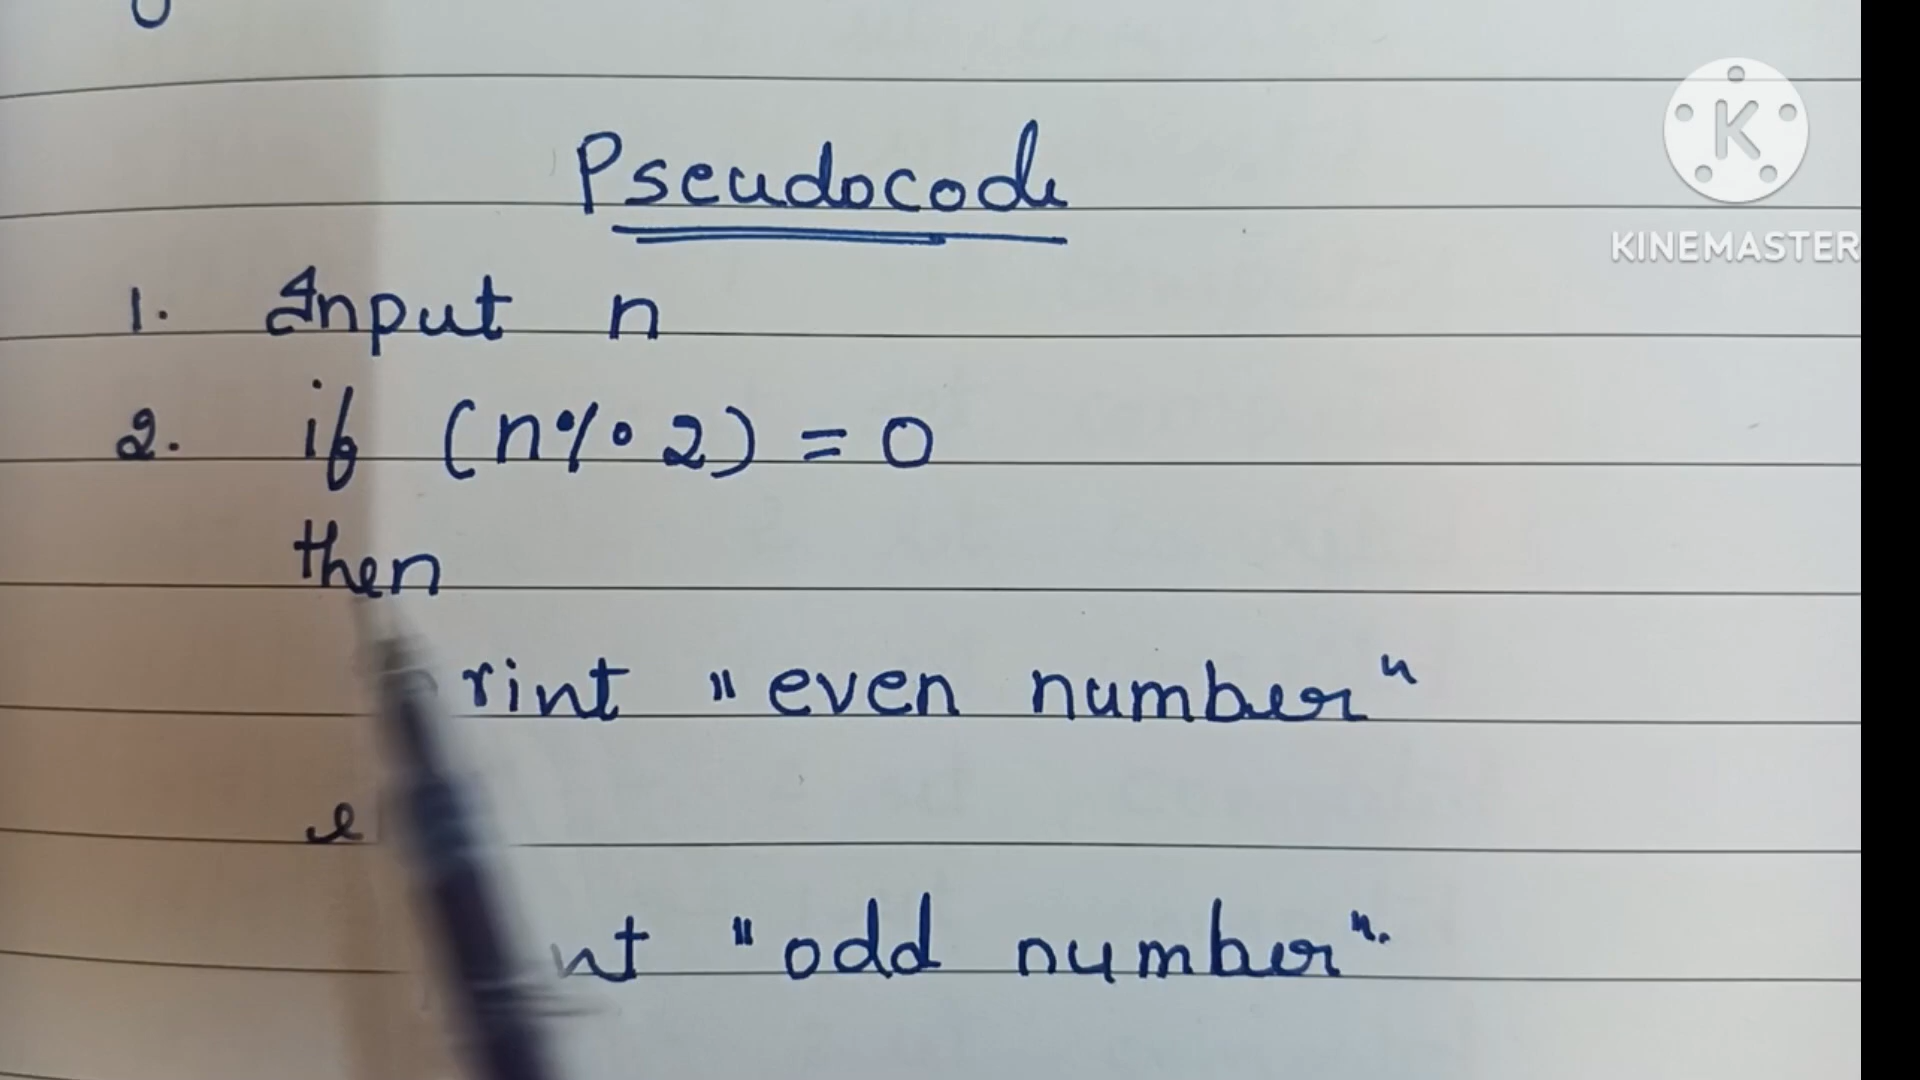 Pseudocode
K
KINEMASTER
1. Input n
2. if (n%2) = 0
then
rint "even number"
e
nt "odd number".